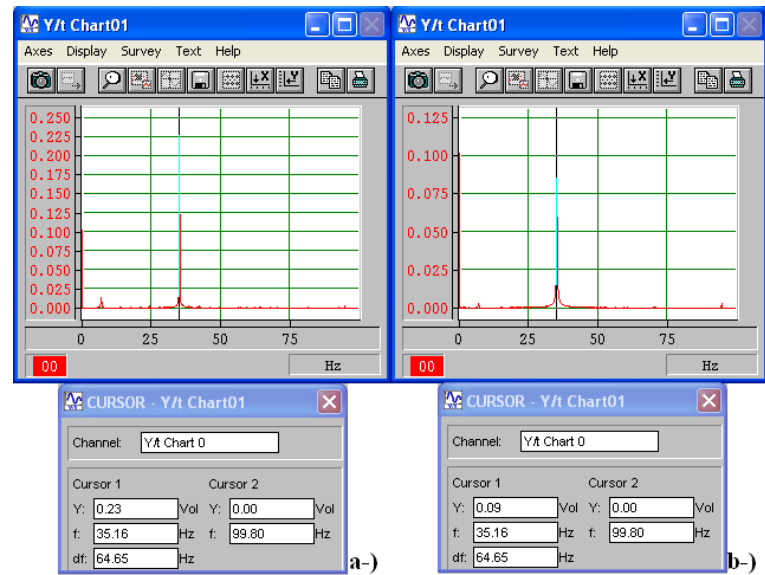 Y/t Chart01
Axes Display Survey Text Help
0.250
0.225
0.200
0.175
0.150
0.125
0.100
0.075
0.050
0.025
0.000
0 25 50 75
00 Hz
CURSOR - Y/t Chart01
Channel: Y/t Chart 0
Cursor 1 Cursor 2
Y: 0.23 Vol Y: 0.00 Vol
f: 35.16 Hz f: 99.80 Hz
df: 64.65 Hz
a-)
Y/t Chart01
Axes Display Survey Text Help
0.125
0.100
0.075
0.050
0.025
0.000
0 25 50 75
00 Hz
CURSOR - Y/t Chart01
Channel: Y/t Chart 0
Cursor 1 Cursor 2
Y: 0.09 Vol Y: 0.00 Vol
f: 35.16 Hz f: 99.80 Hz
df: 64.65 Hz
b-)